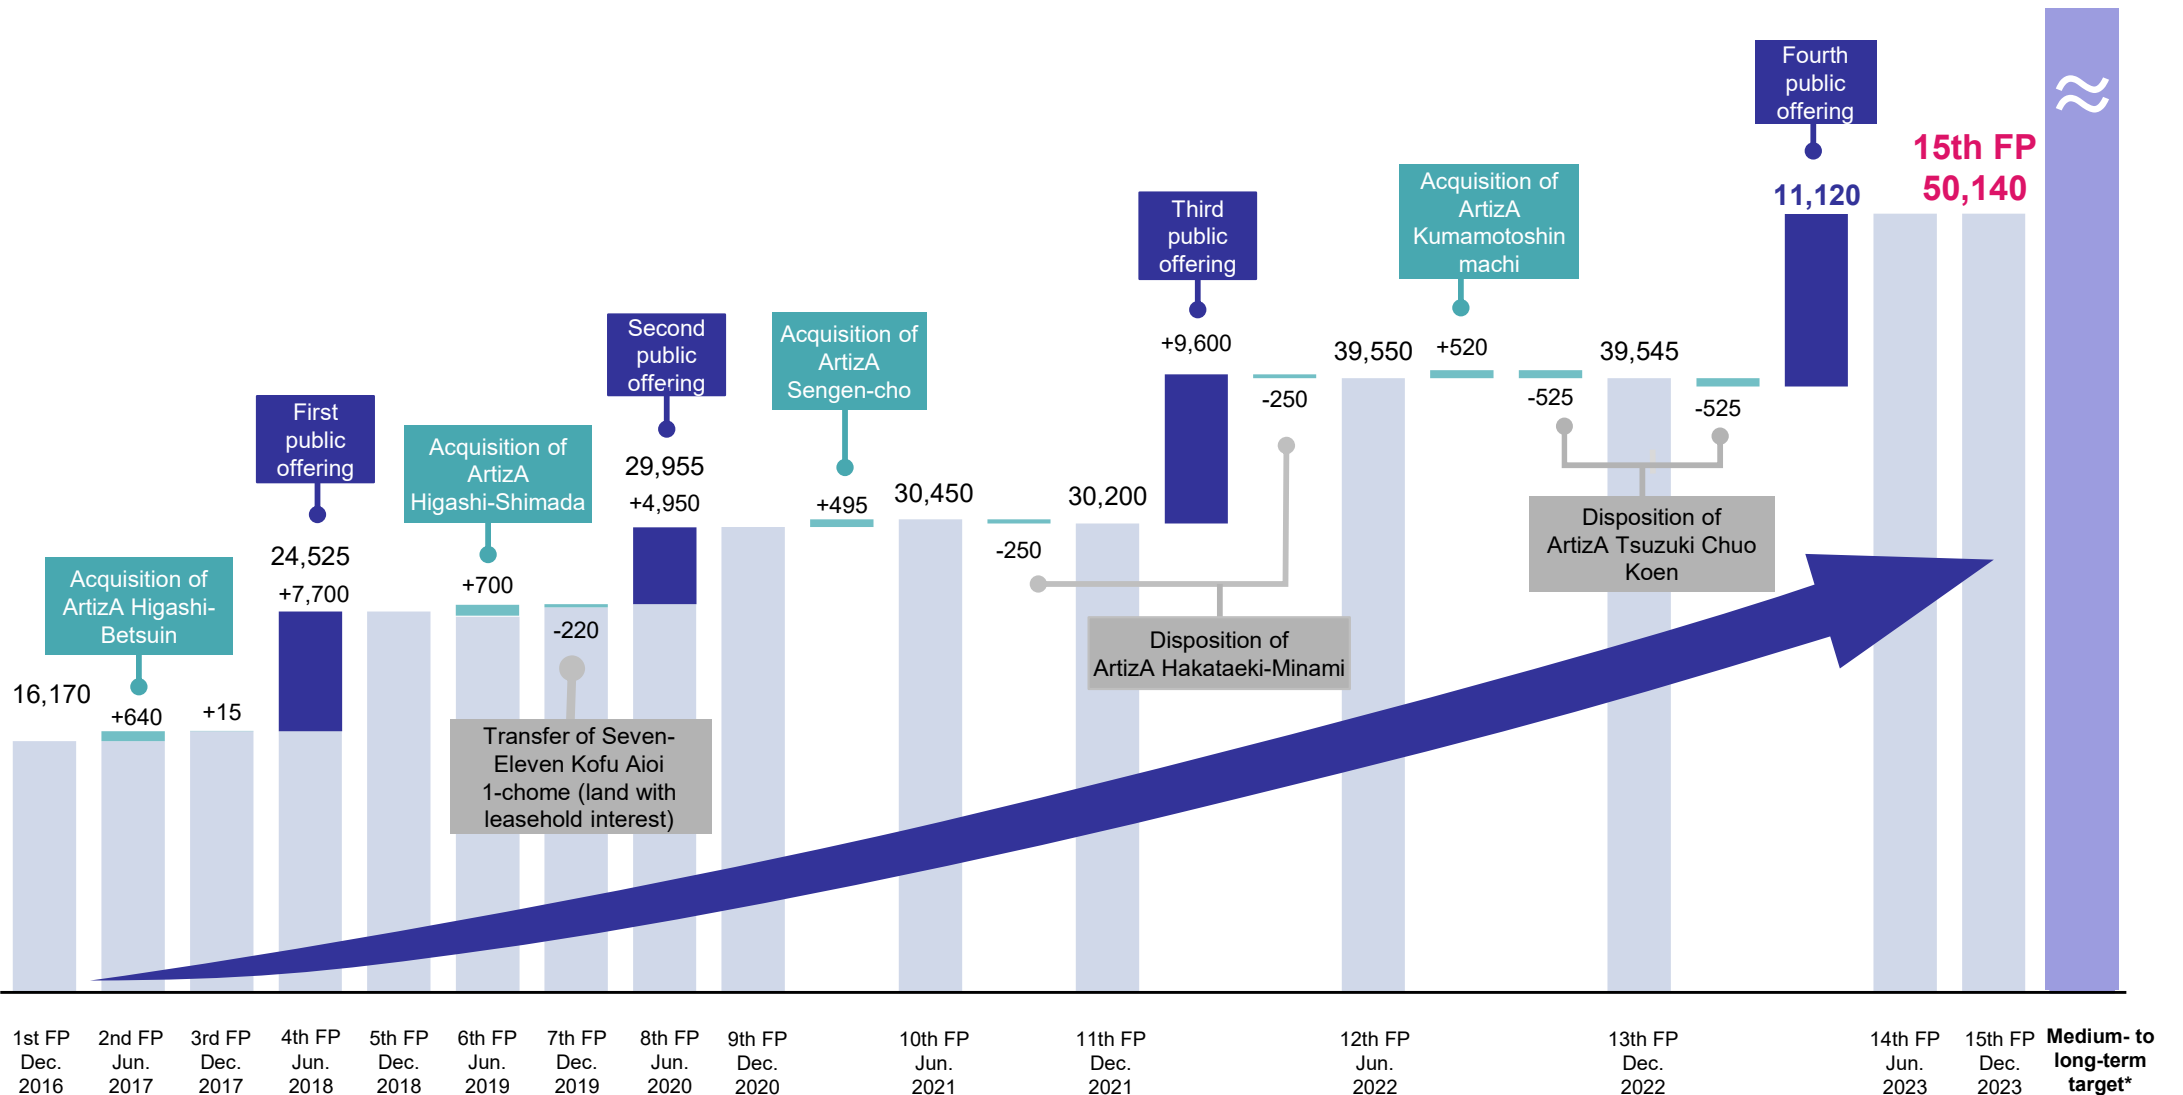 16,170
Acquisition of
ArtizA Higashi-
Betsuin
+640
+15
First
public
offering
24,525
+7,700
Acquisition of
ArtizA
Higashi-Shimada
+700
-220
Transfer of Seven-
Eleven Kofu Aioi
1-chome (land with
leasehold interest)
Second
public
offering
29,955
+4,950
Acquisition of
ArtizA
Sengen-cho
+495
30,450
-250
30,200
Third
public
offering
+9,600
-250
Disposition of
ArtizA Hakataeki-Minami
39,550
Acquisition of
ArtizA
Kumamotoshin
machi
+520
-525
39,545
-525
Disposition of
ArtizA Tsuzuki Chuo
Koen
Fourth
public
offering
11,120
15th FP
50,140
1st FP
Dec.
2016
2nd FP
Jun.
2017
3rd FP
Dec.
2017
4th FP
Jun.
2018
5th FP
Dec.
2018
6th FP
Jun.
2019
7th FP
Dec.
2019
8th FP
Jun.
2020
9th FP
Dec.
2020
10th FP
Jun.
2021
11th FP
Dec.
2021
12th FP
Jun.
2022
13th FP
Dec.
2022
14th FP
Jun.
2023
15th FP
Dec.
2023
Medium- to
long-term
target*